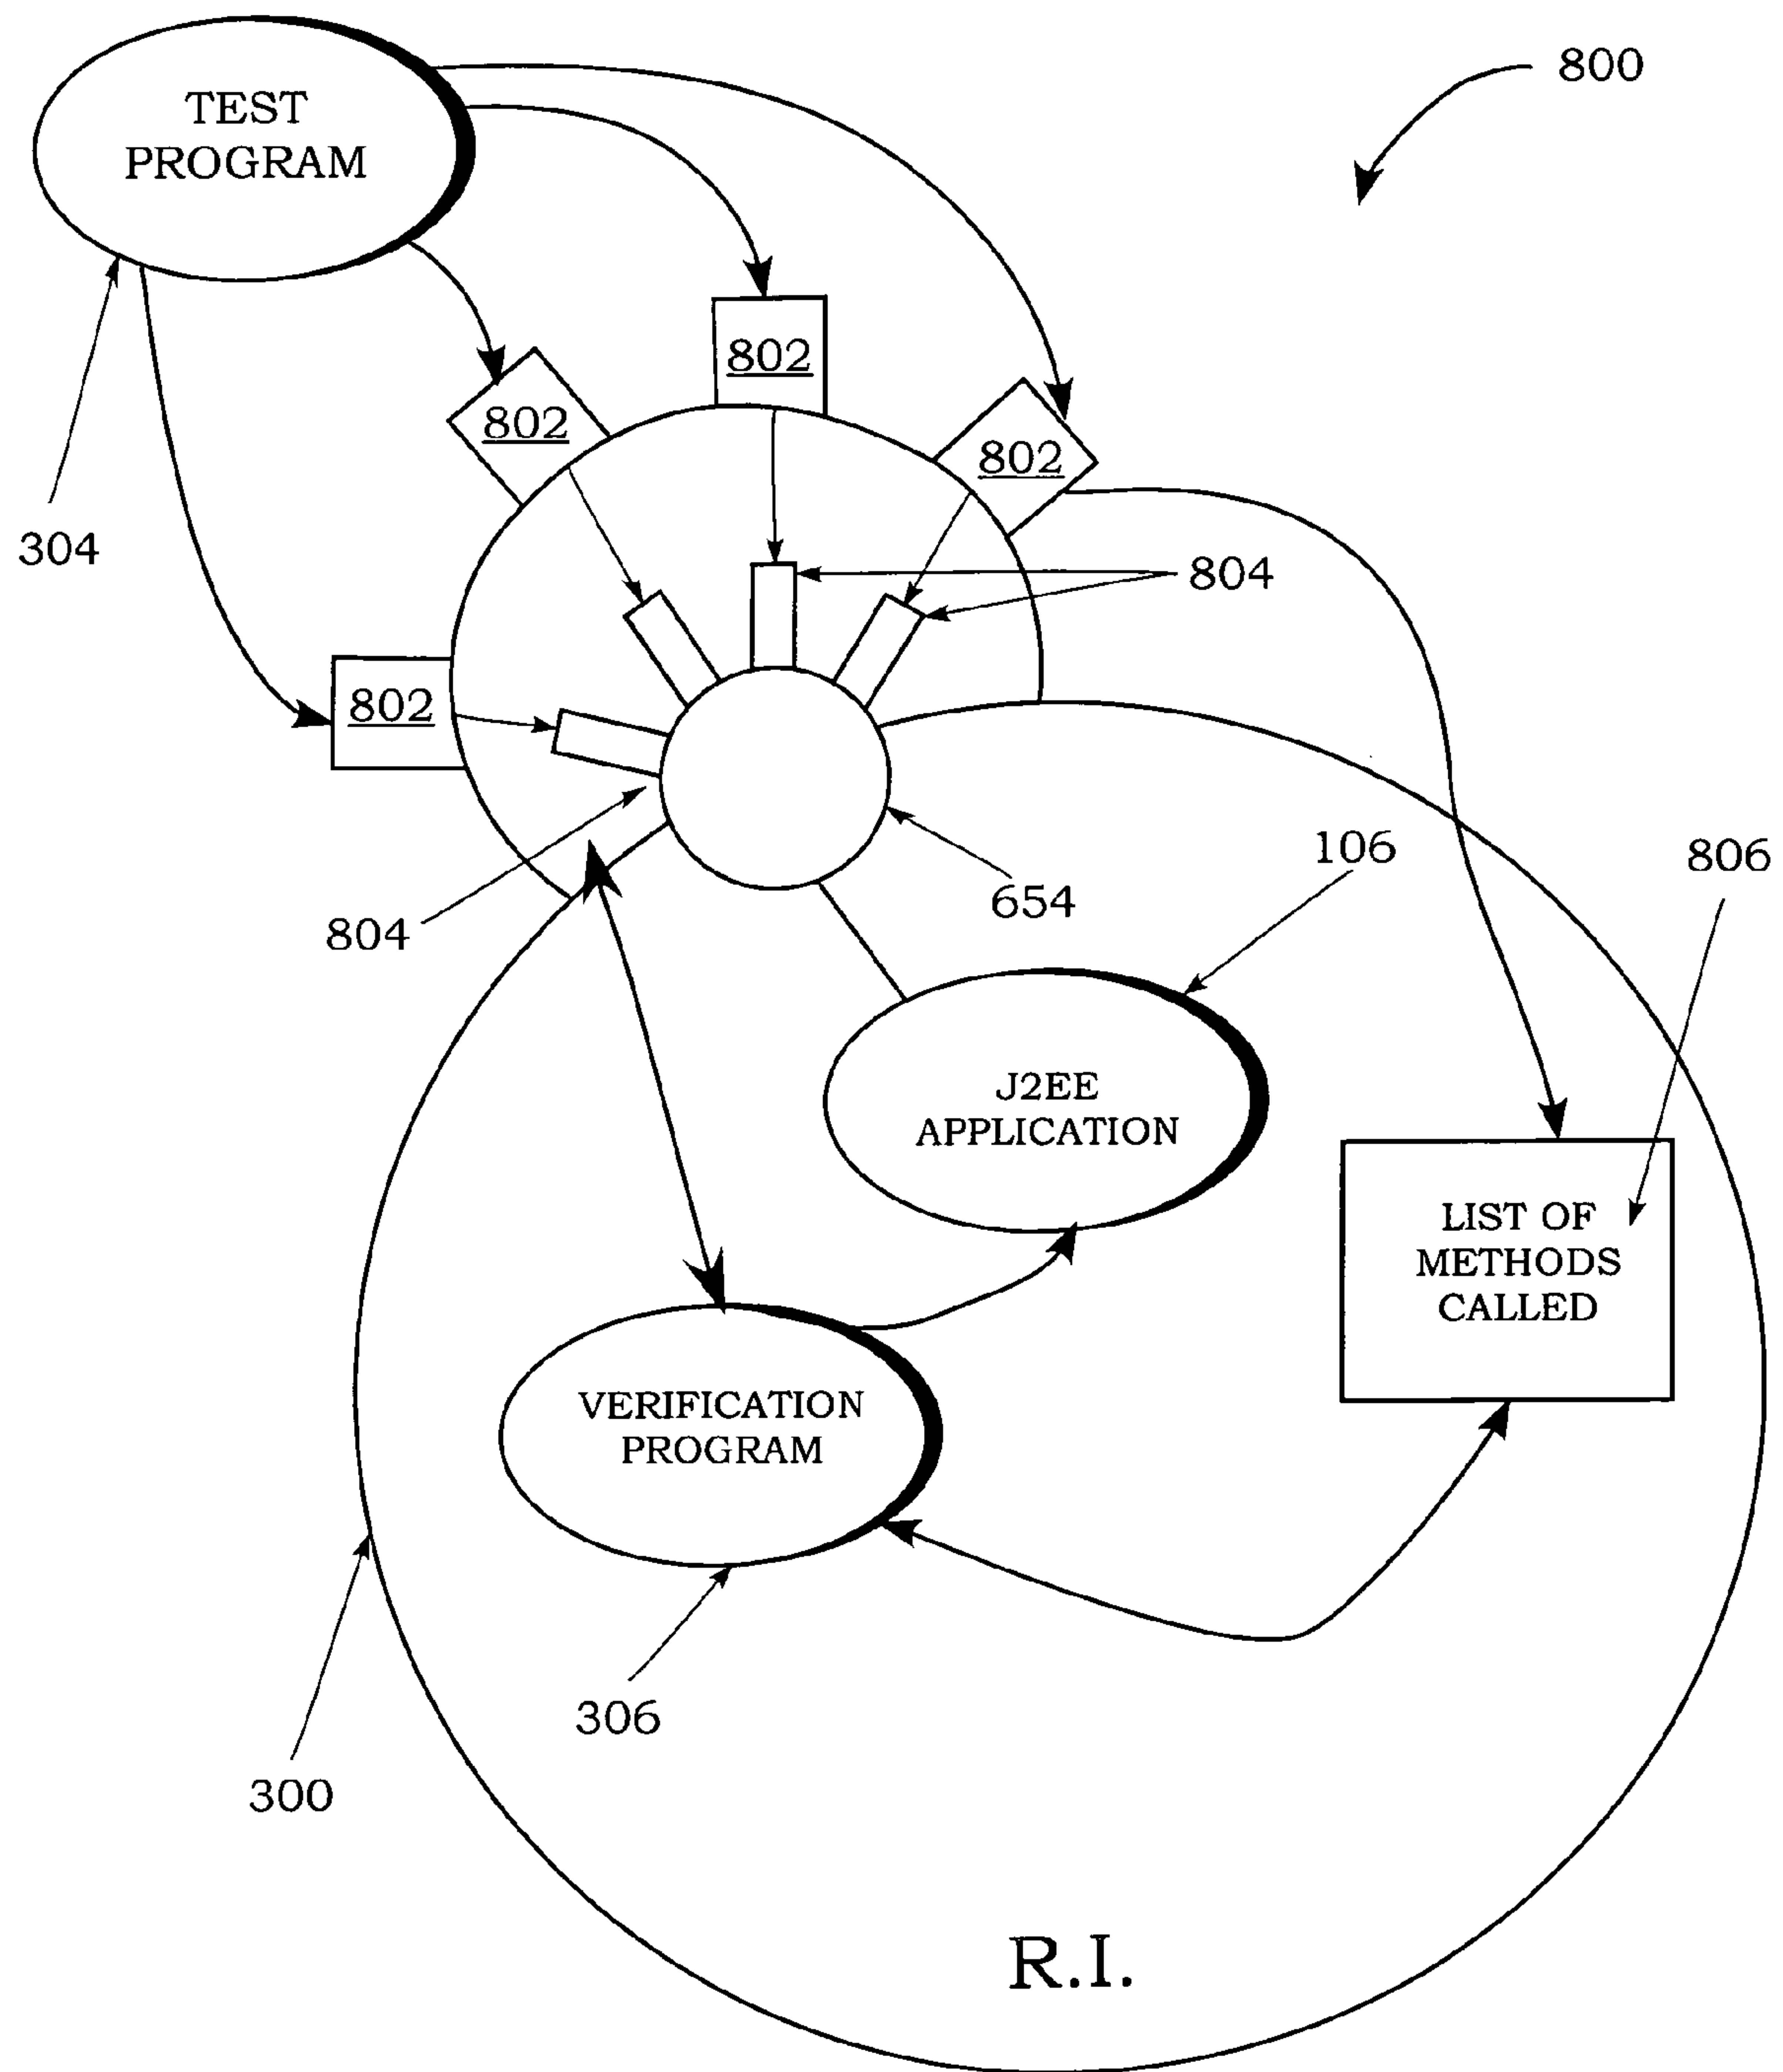 TEST
PROGRAM
800
802
802
802
304
804
802
106
806
654
804
J2EE
APPLICATION
LIST OF
METHODS
CALLED
VERIFICATION
PROGRAM
306
300
R.I.